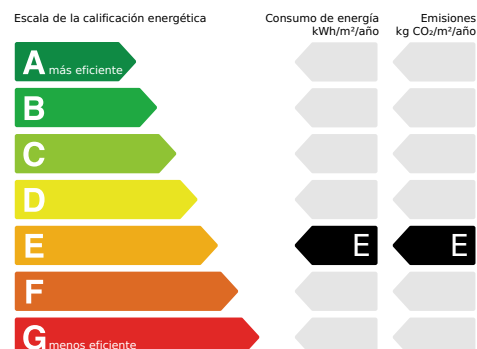 Escala de la calificación energética
Consumo de energía
kWh/m²/año
Emisiones
kg CO₂/m²/año
A más eficiente
B
C
D
E
E
E
F
G menos eficiente